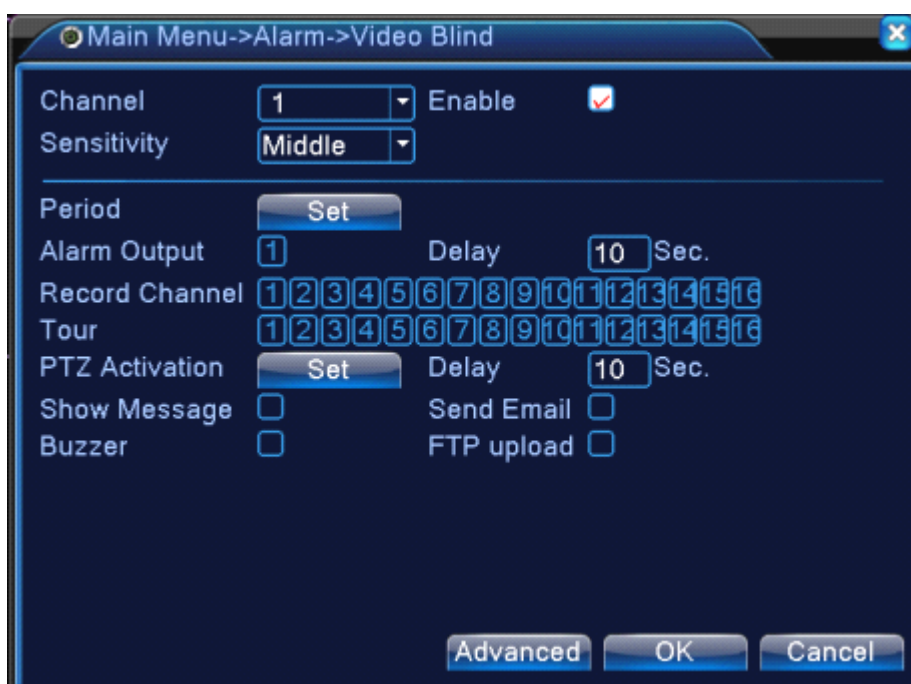 Main Menu->Alarm->Video Blind
Channel 1 Enable
Sensitivity Middle
Period Set
Alarm Output 1 Delay 10 Sec.
Record Channel 1 2 3 4 5 6 7 8 9 10 11 12 13 14 15 16
Tour 1 2 3 4 5 6 7 8 9 10 11 12 13 14 15 16
PTZ Activation Set Delay 10 Sec.
Show Message Send Email
Buzzer FTP upload
Advanced OK Cancel